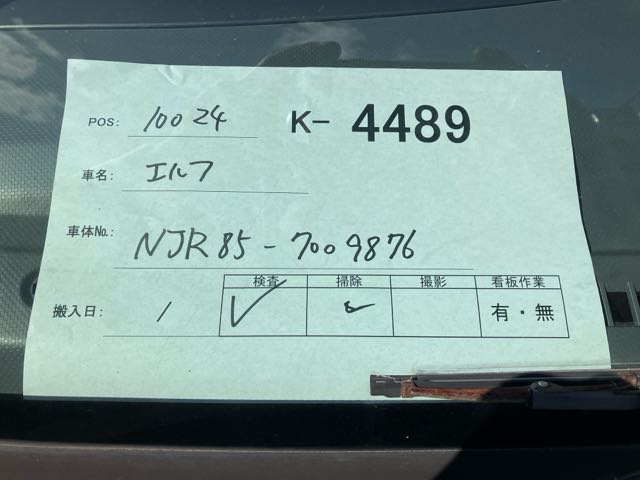 POS: 10024 K- 4489
車名: エルフ
車体No.: NJR85-7009876
検査 掃除 撮影 看板作業
搬入日: / ✓ ✓ 有・無